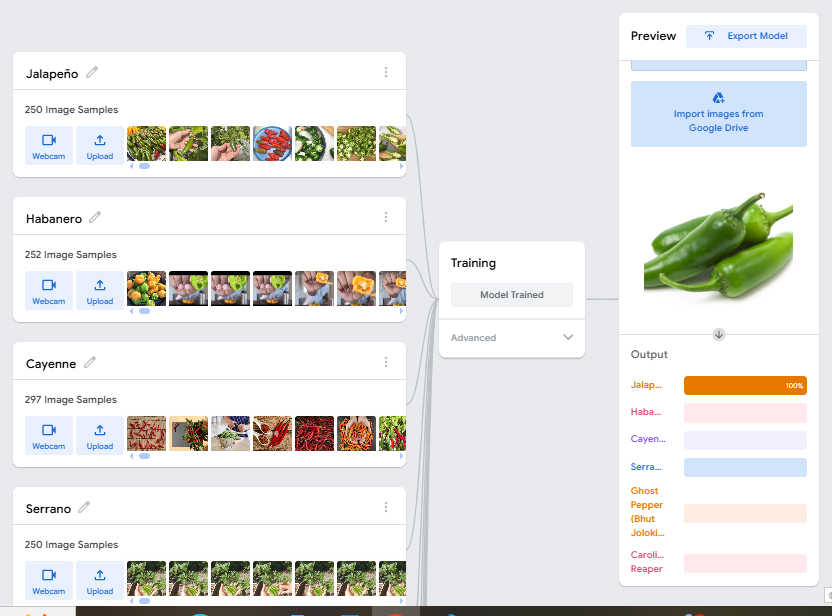 Jalapeño
250 Image Samples
Webcam
Upload
Habanero
252 Image Samples
Webcam
Upload
Cayenne
297 Image Samples
Webcam
Upload
Serrano
250 Image Samples
Webcam
Upload
Training
Model Trained
Advanced
Preview
Export Model
Import images from
Google Drive
Output
Jalap...
100%
Haba...
Cayen...
Serra...
Ghost
Pepper
(Bhut
Joloki...
Caroli...
Reaper